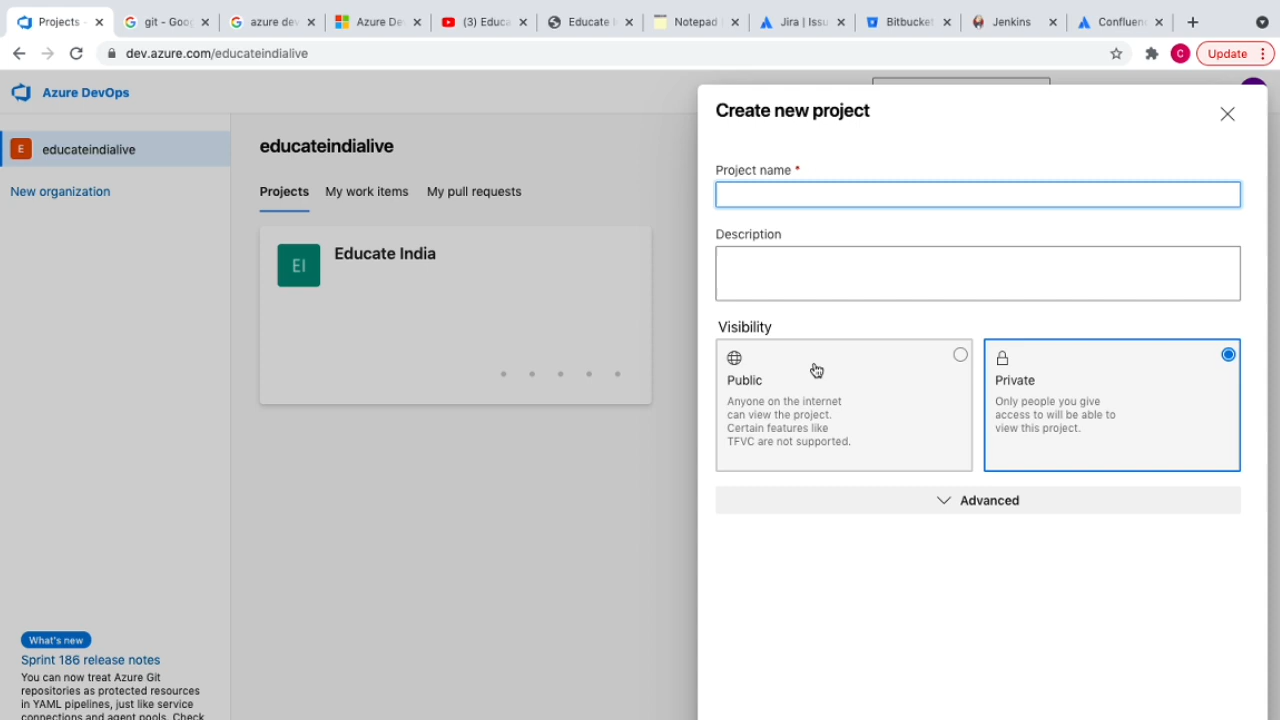 Projects -
git - Goo
azure dev
Azure De
(3) Educa
Educate I
Notepad
Jira | Issu
Bitbucket
Jenkins
Confluen
dev.azure.com/educateindialive
C
Update
Azure DevOps
E
educateindialive
New organization
educateindialive
Projects
My work items
My pull requests
EI
Educate India
Create new project
Project name *
Description
Visibility
Public
Anyone on the internet
can view the project.
Certain features like
TFVC are not supported.
Private
Only people you give
access to will be able to
view this project.
Advanced
What's new
Sprint 186 release notes
You can now treat Azure Git
repositories as protected resources
in YAML pipelines, just like service
connections and agent pools. Check